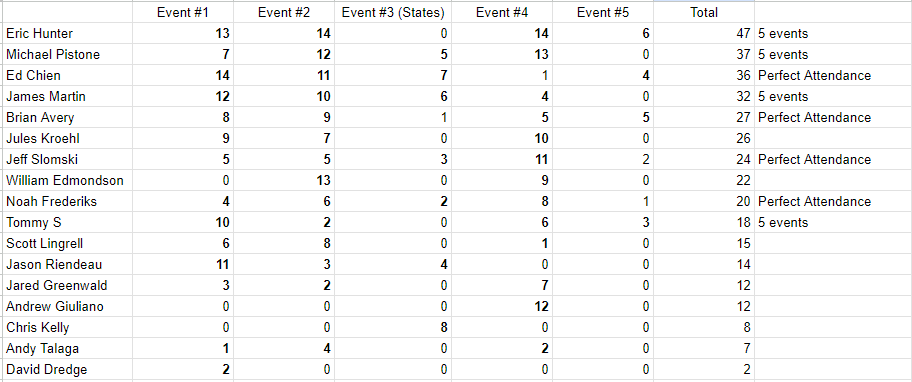 Event #1 Event #2 Event #3 (States) Event #4 Event #5 Total
Eric Hunter 13 14 0 14 6 47 5 events
Michael Pistone 7 12 5 13 0 37 5 events
Ed Chien 14 11 7 1 4 36 Perfect Attendance
James Martin 12 10 6 4 0 32 5 events
Brian Avery 8 9 1 5 5 27 Perfect Attendance
Jules Kroehl 9 7 0 10 0 26
Jeff Slomski 5 5 3 11 2 24 Perfect Attendance
William Edmondson 0 13 0 9 0 22
Noah Frederiks 4 6 2 8 1 20 Perfect Attendance
Tommy S 10 2 0 6 3 18 5 events
Scott Lingrell 6 8 0 1 0 15
Jason Riendeau 11 3 4 0 0 14
Jared Greenwald 3 2 0 7 0 12
Andrew Giuliano 0 0 0 12 0 12
Chris Kelly 0 0 8 0 0 8
Andy Talaga 1 4 0 2 0 7
David Dredge 2 0 0 0 0 2